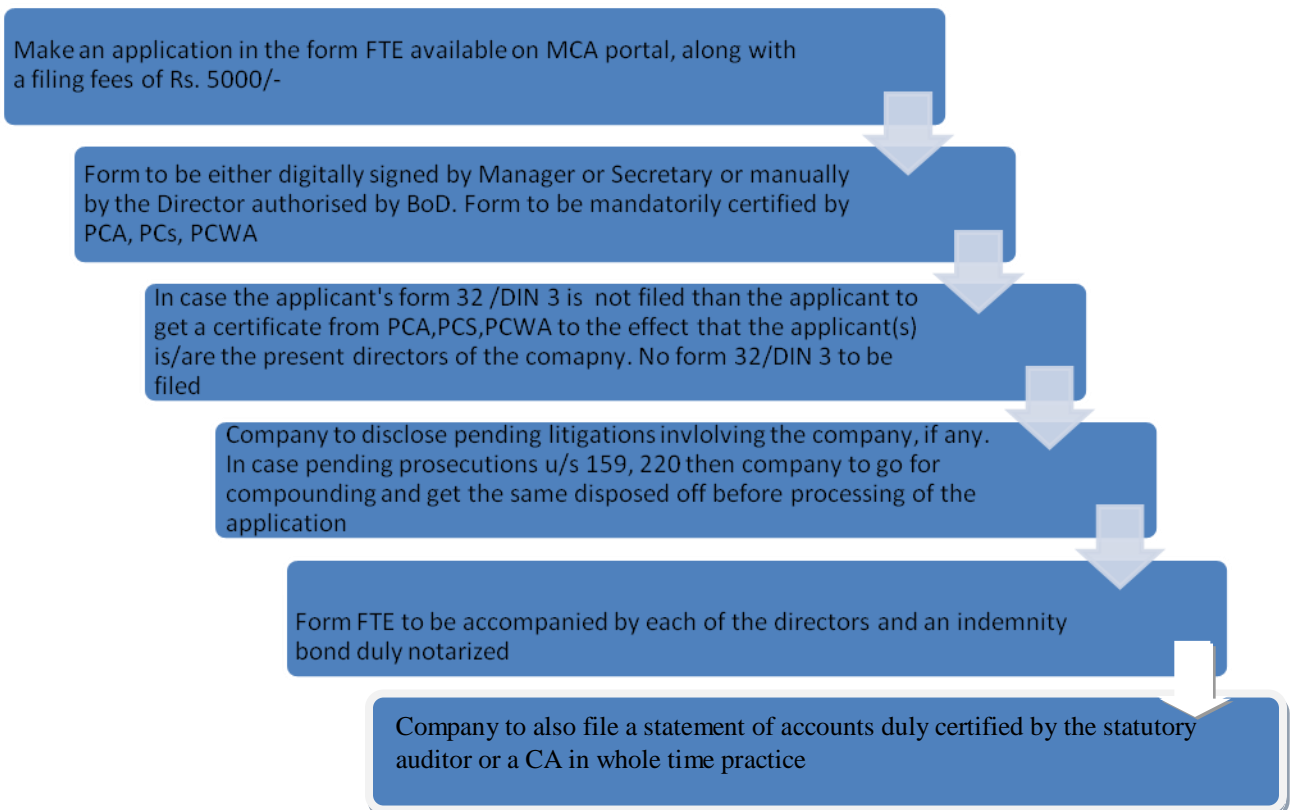 Make an application in the form FTE available on MCA portal, along with
a filing fees of Rs. 5000/-
Form to be either digitally signed by Manager or Secretary or manually
by the Director authorised by BoD. Form to be mandatorily certified by
PCA, PCs, PCWA
In case the applicant's form 32 /DIN 3 is not filed than the applicant to
get a certificate from PCA,PCS,PCWA to the effect that the applicant(s)
is/are the present directors of the comapny. No form 32/DIN 3 to be
filed
Company to disclose pending litigations invlolving the company, if any.
In case pending prosecutions u/s 159, 220 then company to go for
compounding and get the same disposed off before processing of the
application
Form FTE to be accompanied by each of the directors and an indemnity
bond duly notarized
Company to also file a statement of accounts duly certified by the statutory
auditor or a CA in whole time practice